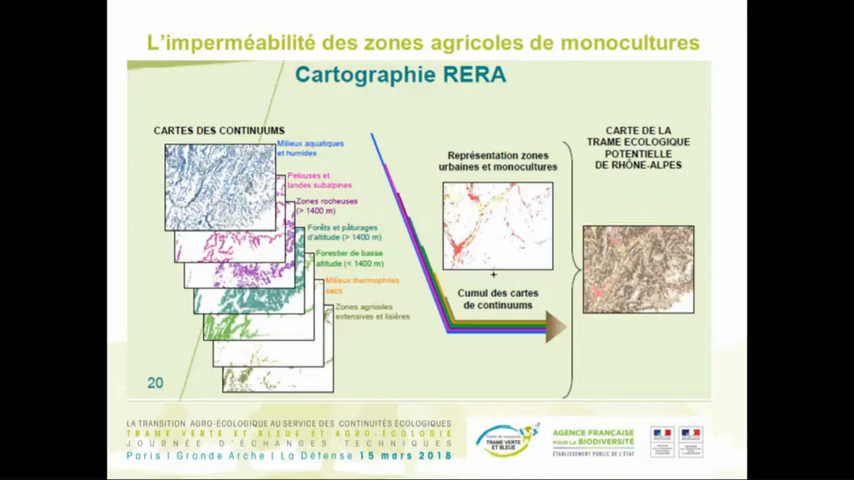 L'imperméabilité des zones agricoles de monocultures
Cartographie RERA
CARTES DES CONTINUUMS
Milieux aquatiques
et humides
Pelouses et
landes subalpines
Zones rocheuses
(> 1400 m)
Forêts et pâturages
d'altitude (> 1400 m)
Forestier de basse
altitude (< 1400 m)
Milieux thermophiles
secs
Zones agricoles
extensives et lisières
Représentation zones
urbaines et monocultures
+
Cumul des cartes
de continuums
CARTE DE LA
TRAME ECOLOGIQUE
POTENTIELLE
DE RHÔNE-ALPES
20
LA TRANSITION AGRO-ÉCOLOGIQUE AU SERVICE DES CONTINUITÉS ÉCOLOGIQUES
TRAME VERTE ET BLEUE ET AGRO-ÉCOLOGIE
JOURNÉE D'ÉCHANGES TECHNIQUES
Paris | Grande Arche | La Défense 15 mars 2018
TRAME VERTE
ET BLEUE
AGENCE FRANÇAISE
POUR LA BIODIVERSITÉ
ÉTABLISSEMENT PUBLIC DE L'ÉTAT